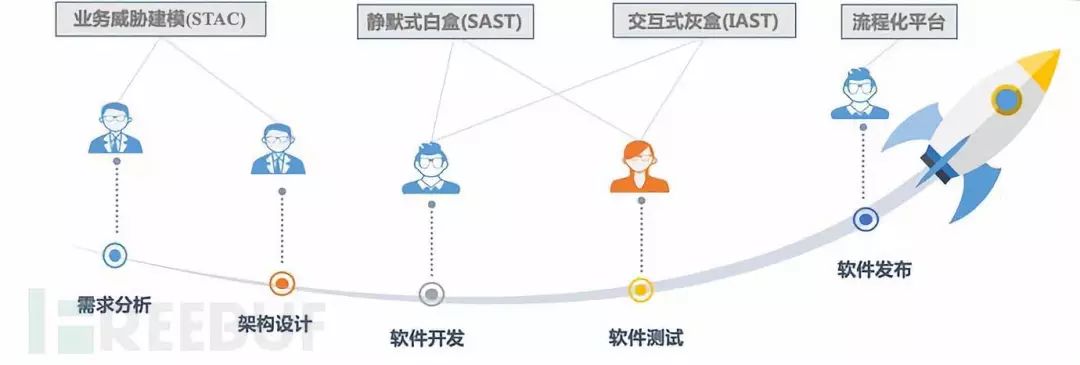 业务威胁建模(STAC)
静默式白盒(SAST)
交互式灰盒(IAST)
流程化平台
需求分析
架构设计
软件开发
软件测试
软件发布
FREEBUF